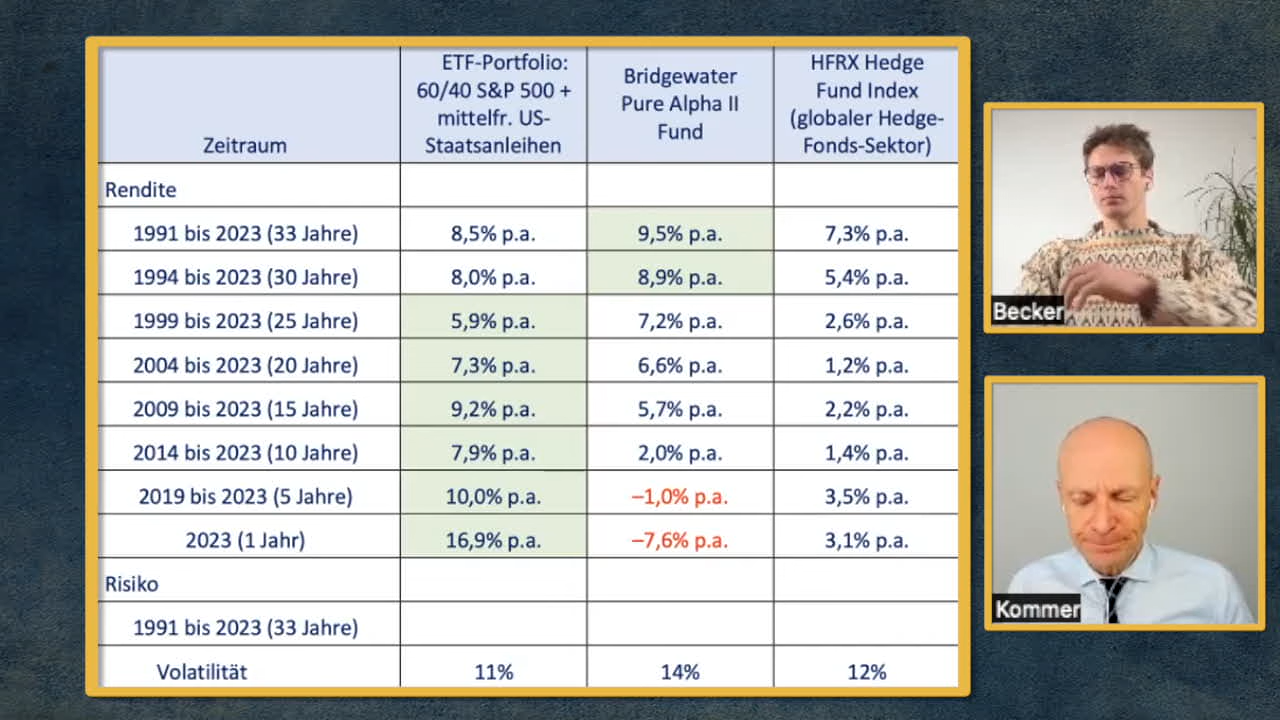 Zeitraum
ETF-Portfolio:
60/40 S&P 500 +
mittelfr. US-
Staatsanleihen
Bridgewater
Pure Alpha II
Fund
HFRX Hedge
Fund Index
(globaler Hedge-
Fonds-Sektor)
Rendite
1991 bis 2023 (33 Jahre) 8,5% p.a. 9,5% p.a. 7,3% p.a.
1994 bis 2023 (30 Jahre) 8,0% p.a. 8,9% p.a. 5,4% p.a.
1999 bis 2023 (25 Jahre) 5,9% p.a. 7,2% p.a. 2,6% p.a.
2004 bis 2023 (20 Jahre) 7,3% p.a. 6,6% p.a. 1,2% p.a.
2009 bis 2023 (15 Jahre) 9,2% p.a. 5,7% p.a. 2,2% p.a.
2014 bis 2023 (10 Jahre) 7,9% p.a. 2,0% p.a. 1,4% p.a.
2019 bis 2023 (5 Jahre) 10,0% p.a. –1,0% p.a. 3,5% p.a.
2023 (1 Jahr) 16,9% p.a. –7,6% p.a. 3,1% p.a.
Risiko
1991 bis 2023 (33 Jahre)
Volatilität 11% 14% 12%
Becker
Kommer